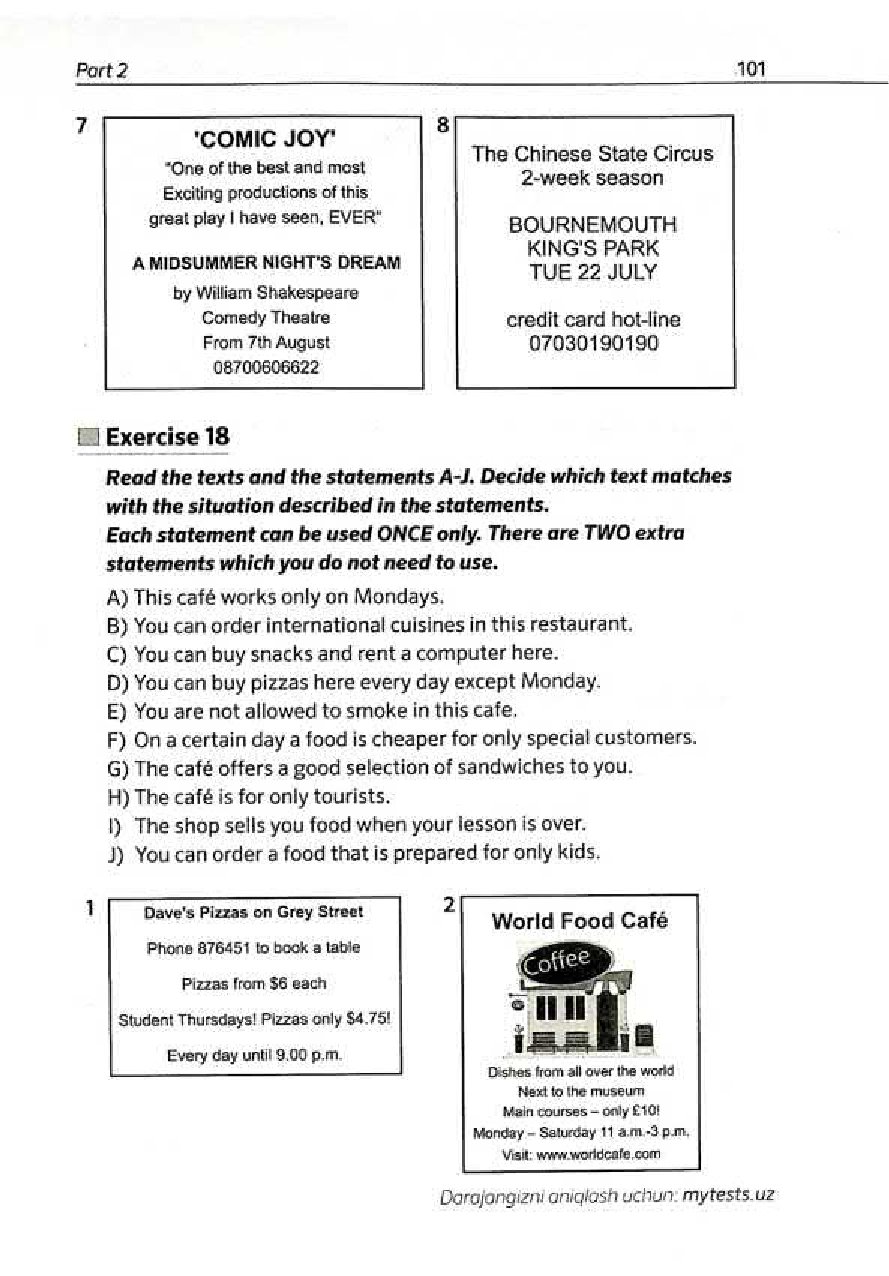 Part 2
101
7
'COMIC JOY'
"One of the best and most
Exciting productions of this
great play I have seen, EVER"
A MIDSUMMER NIGHT'S DREAM
by William Shakespeare
Comedy Theatre
From 7th August
08700606622
8
The Chinese State Circus
2-week season
BOURNEMOUTH
KING'S PARK
TUE 22 JULY
credit card hot-line
07030190190
Exercise 18
Read the texts and the statements A-J. Decide which text matches
with the situation described in the statements.
Each statement can be used ONCE only. There are TWO extra
statements which you do not need to use.
A) This café works only on Mondays.
B) You can order international cuisines in this restaurant.
C) You can buy snacks and rent a computer here.
D) You can buy pizzas here every day except Monday.
E) You are not allowed to smoke in this cafe.
F) On a certain day a food is cheaper for only special customers.
G) The café offers a good selection of sandwiches to you.
H) The café is for only tourists.
I) The shop sells you food when your lesson is over.
J) You can order a food that is prepared for only kids.
1
Dave's Pizzas on Grey Street
Phone 876451 to book a table
Pizzas from $6 each
Student Thursdays! Pizzas only $4.75!
Every day until 9.00 p.m.
2
World Food Café
Coffee
Dishes from all over the world
Next to the museum
Main courses – only £10!
Monday – Saturday 11 a.m.-3 p.m.
Visit: www.worldcafe.com
Darajangizni aniqlash uchun: mytests.uz